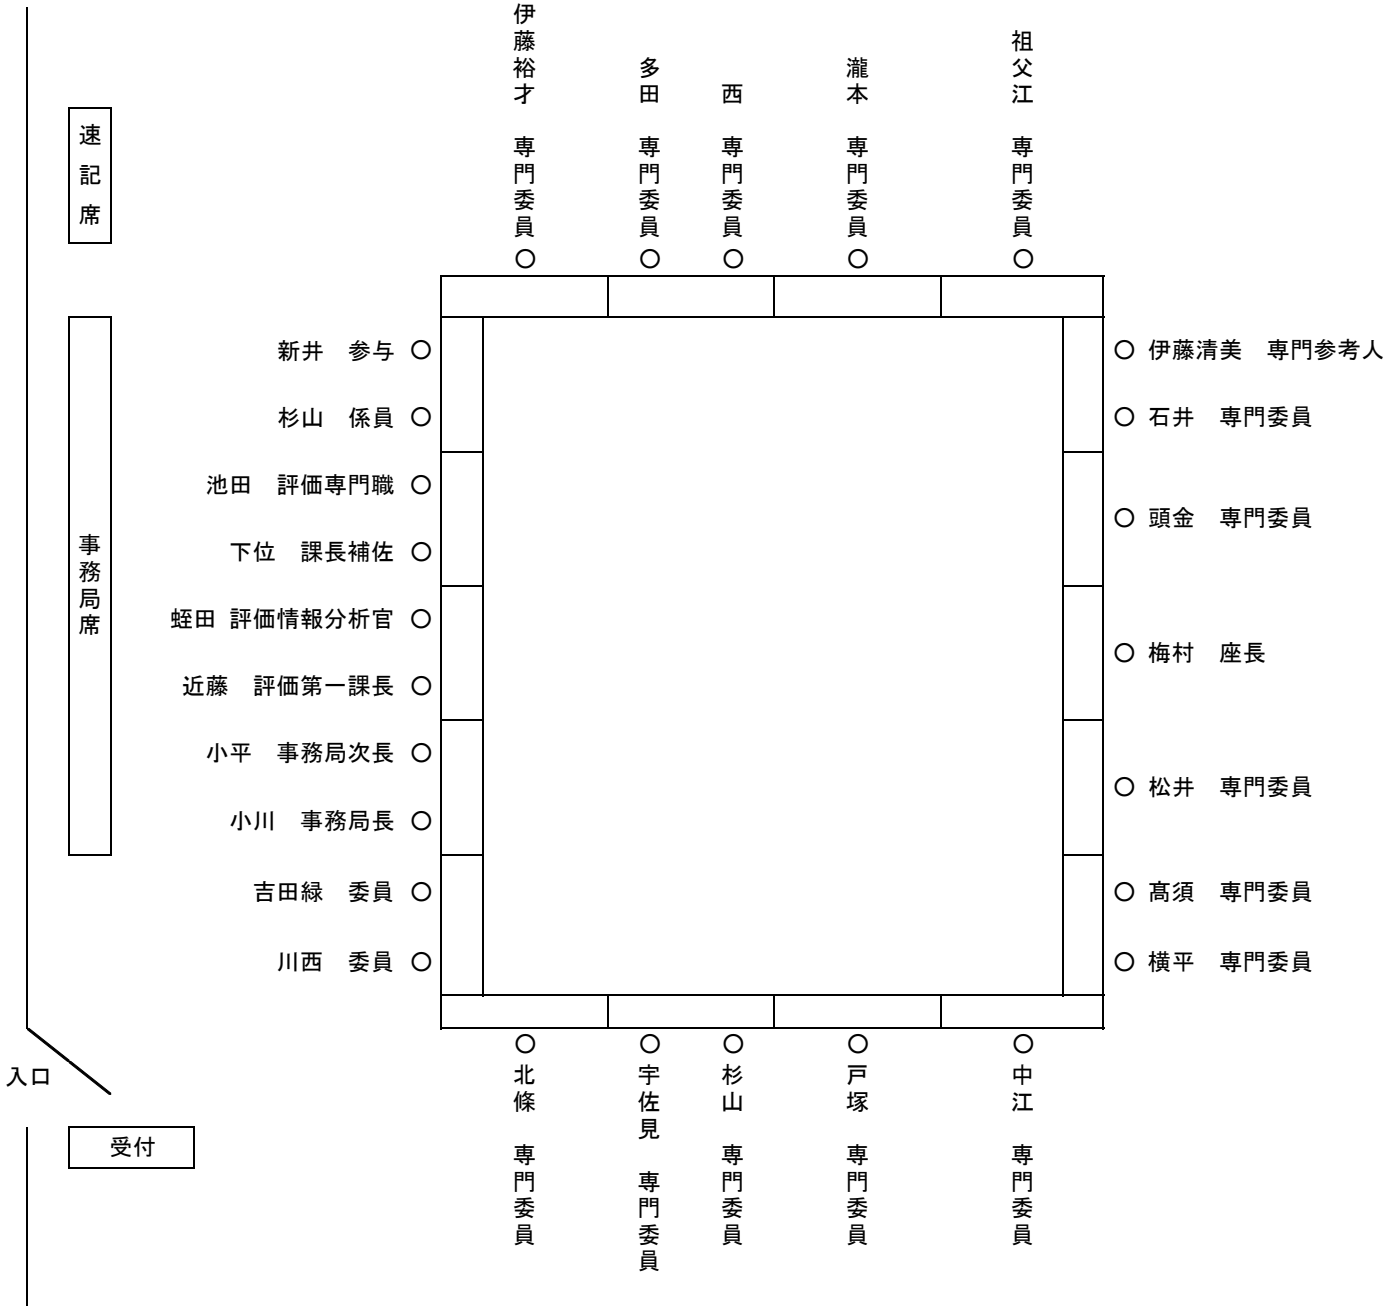 伊藤裕才　専門委員
多田　専門委員
西　専門委員
瀧本　専門委員
祖父江　専門委員
速記席
事務局席
新井　参与
杉山　係員
池田　評価専門職
下位　課長補佐
蛭田 評価情報分析官
近藤　評価第一課長
小平　事務局次長
小川　事務局長
吉田緑　委員
川西　委員
伊藤清美　専門参考人
石井　専門委員
頭金　専門委員
梅村　座長
松井　専門委員
髙須　専門委員
横平　専門委員
北條　専門委員
宇佐見　専門委員
杉山　専門委員
戸塚　専門委員
中江　専門委員
入口
受付